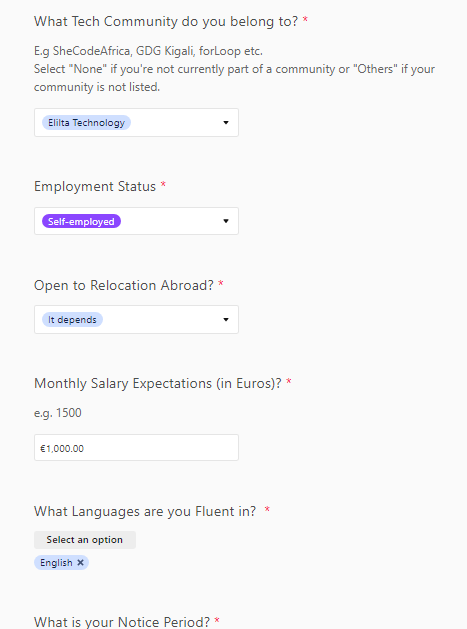 What Tech Community do you belong to? *
E.g SheCodeAfrica, GDG Kigali, forLoop etc.
Select "None" if you're not currently part of a community or "Others" if your
community is not listed.
Elilta Technology
Employment Status *
Self-employed
Open to Relocation Abroad? *
It depends
Monthly Salary Expectations (in Euros)? *
e.g. 1500
€1,000.00
What Languages are you Fluent in? *
Select an option
English ×
What is your Notice Period? *